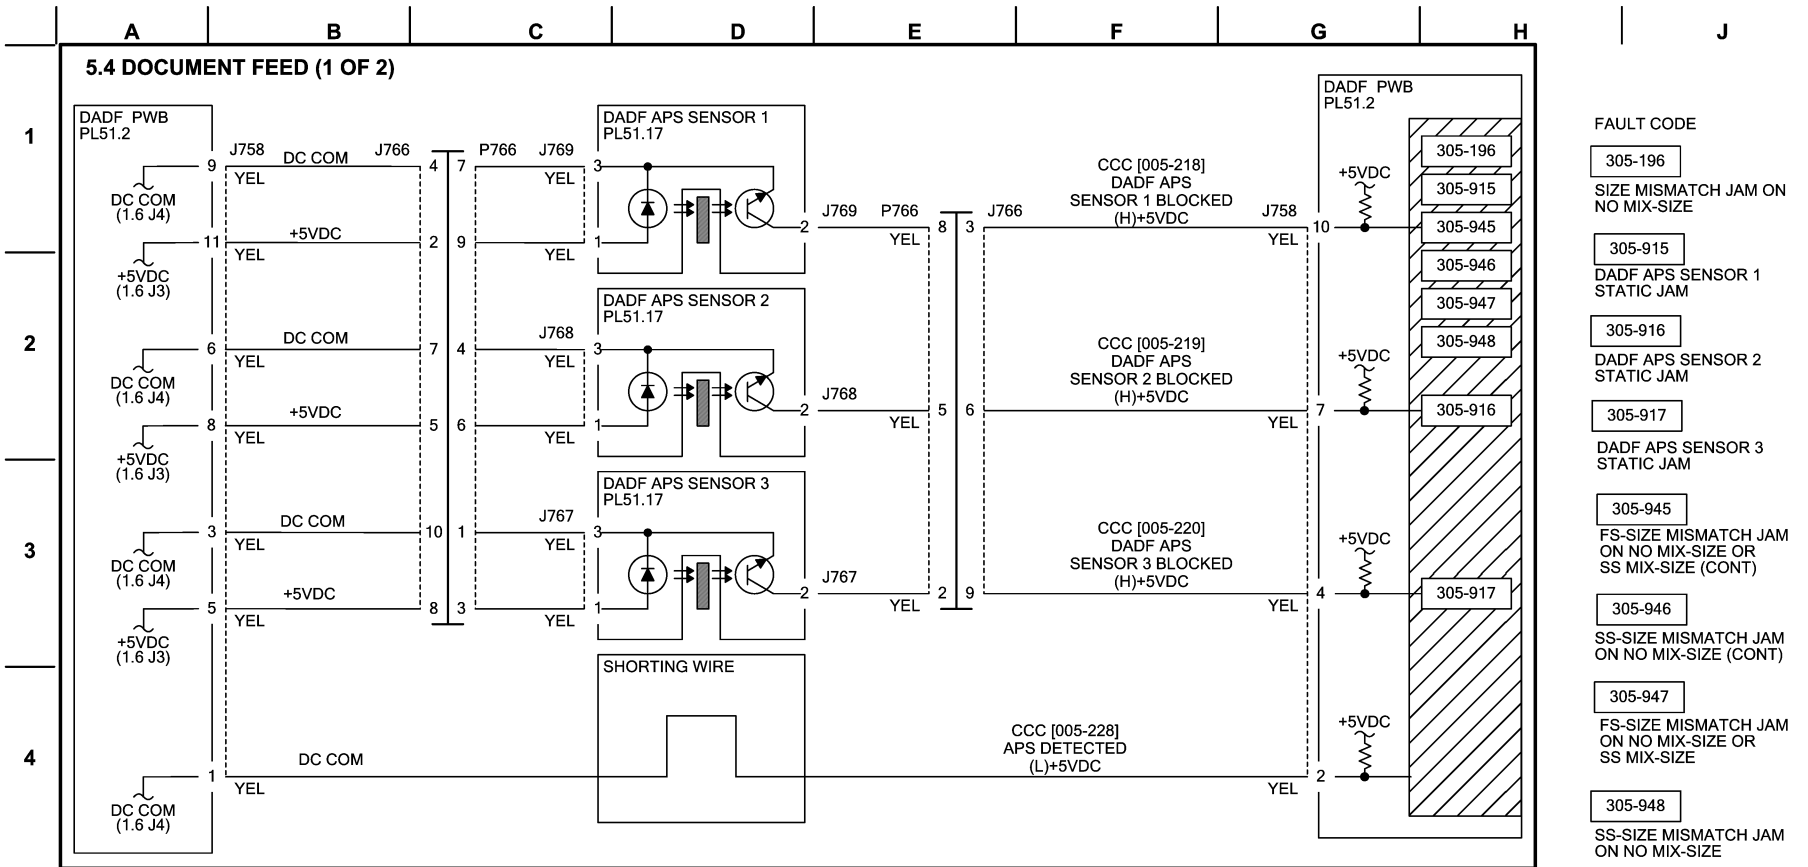 A B C D E F G H J
5.4 DOCUMENT FEED (1 OF 2)
1
2
3
4
DADF PWB
PL51.2
9
DC COM
(1.6 J4)
11
+5VDC
(1.6 J3)
6
DC COM
(1.6 J4)
8
+5VDC
(1.6 J3)
3
DC COM
(1.6 J4)
5
+5VDC
(1.6 J3)
1
DC COM
(1.6 J4)
J758 DC COM J766
YEL
+5VDC
YEL
DC COM
YEL
+5VDC
YEL
DC COM
YEL
+5VDC
YEL
DC COM
YEL
4 7
2 9
7 4
5 6
10 1
8 3
P766 J769
YEL
YEL
J768
YEL
YEL
J767
YEL
YEL
DADF APS SENSOR 1
PL51.17
3
1
2
DADF APS SENSOR 2
PL51.17
3
1
2
DADF APS SENSOR 3
PL51.17
3
1
2
SHORTING WIRE
J769 P766
YEL
8 3
J766
J768
YEL
5 6
J767
YEL
2 9
CCC [005-218]
DADF APS
SENSOR 1 BLOCKED
(H)+5VDC
J758
YEL
10
CCC [005-219]
DADF APS
SENSOR 2 BLOCKED
(H)+5VDC
YEL
7
CCC [005-220]
DADF APS
SENSOR 3 BLOCKED
(H)+5VDC
YEL
4
CCC [005-228]
APS DETECTED
(L)+5VDC
YEL
2
DADF PWB
PL51.2
+5VDC
+5VDC
+5VDC
+5VDC
305-196
305-915
305-945
305-946
305-947
305-948
305-916
305-917
FAULT CODE
305-196
SIZE MISMATCH JAM ON
NO MIX-SIZE
305-915
DADF APS SENSOR 1
STATIC JAM
305-916
DADF APS SENSOR 2
STATIC JAM
305-917
DADF APS SENSOR 3
STATIC JAM
305-945
FS-SIZE MISMATCH JAM
ON NO MIX-SIZE OR
SS MIX-SIZE (CONT)
305-946
SS-SIZE MISMATCH JAM
ON NO MIX-SIZE (CONT)
305-947
FS-SIZE MISMATCH JAM
ON NO MIX-SIZE OR
SS MIX-SIZE
305-948
SS-SIZE MISMATCH JAM
ON NO MIX-SIZE